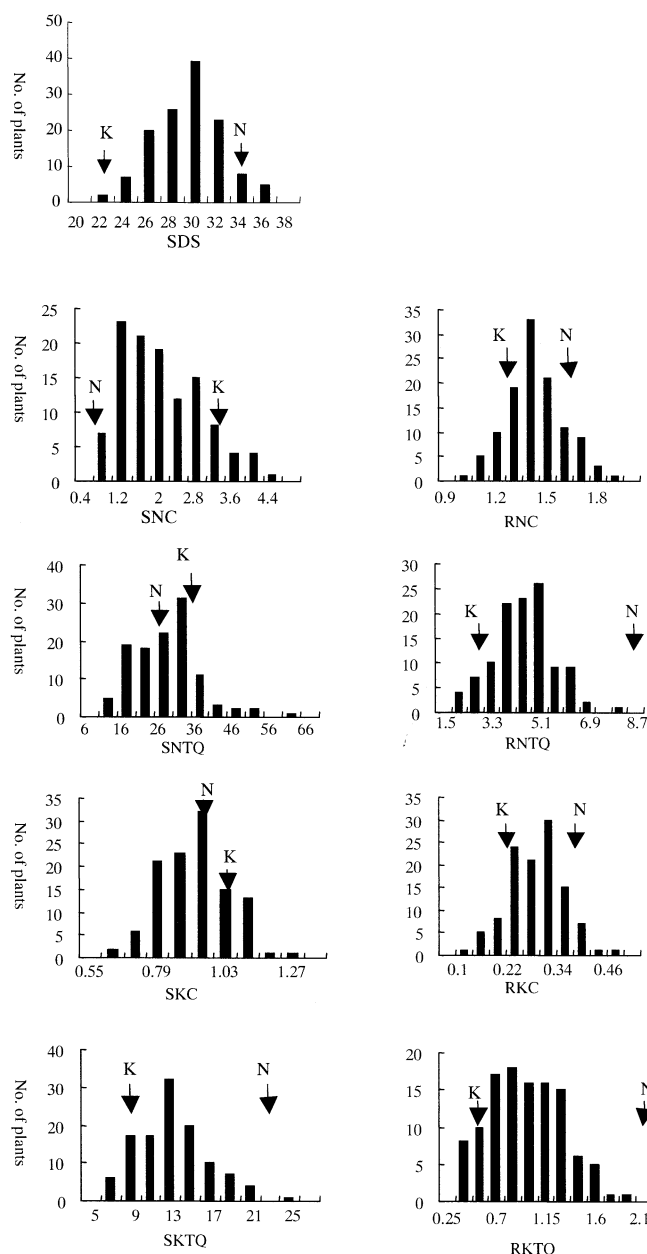 50
40
30
20
10
0
No. of plants
K
N
20 22 24 26 28 30 32 34 36 38
SDS
25
20
15
10
5
0
No. of plants
N
K
0.4 1.2 2 2.8 3.6 4.4
SNC
35
30
25
20
15
10
5
0
K
N
0.9 1.2 1.5 1.8
RNC
40
30
20
10
0
No. of plants
N
K
6 16 26 36 46 56 66
SNTQ
30
25
20
15
10
5
0
K
N
1.5 3.3 5.1 6.9 8.7
RNTQ
35
30
25
20
15
10
5
0
No. of plants
N
K
0.55 0.79 1.03 1.27
SKC
35
30
25
20
15
10
5
0
K
N
0.1 0.22 0.34 0.46
RKC
40
30
20
10
0
No. of plants
K
N
5 9 13 17 21 25
SKTQ
20
15
10
5
0
K
N
0.25 0.7 1.15 1.6 2.1
RKTQ